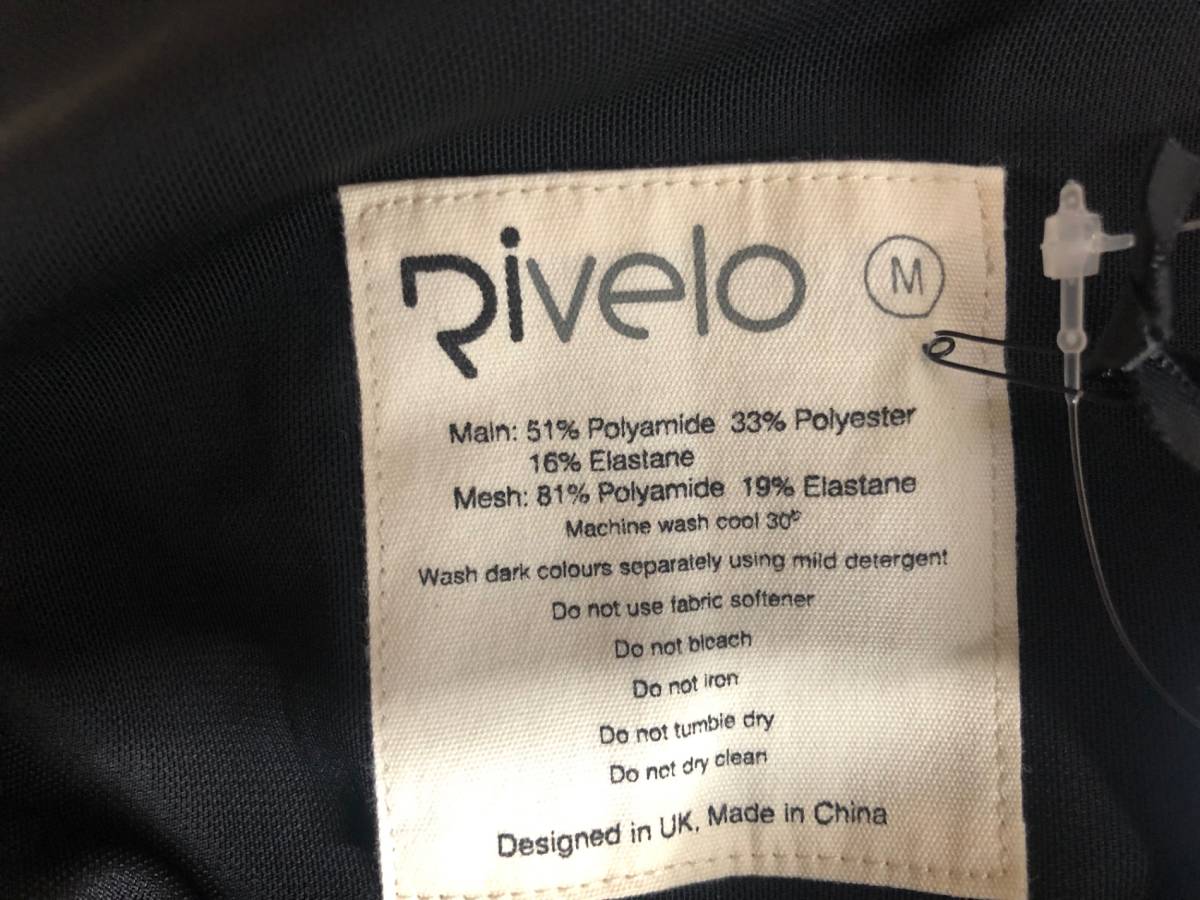 Rivelo M
Main: 51% Polyamide 33% Polyester
16% Elastane
Mesh: 81% Polyamide 19% Elastane
Machine wash cool 30°
Wash dark colours separately using mild detergent
Do not use fabric softener
Do not bleach
Do not iron
Do not tumble dry
Do not dry clean
Designed in UK, Made in China